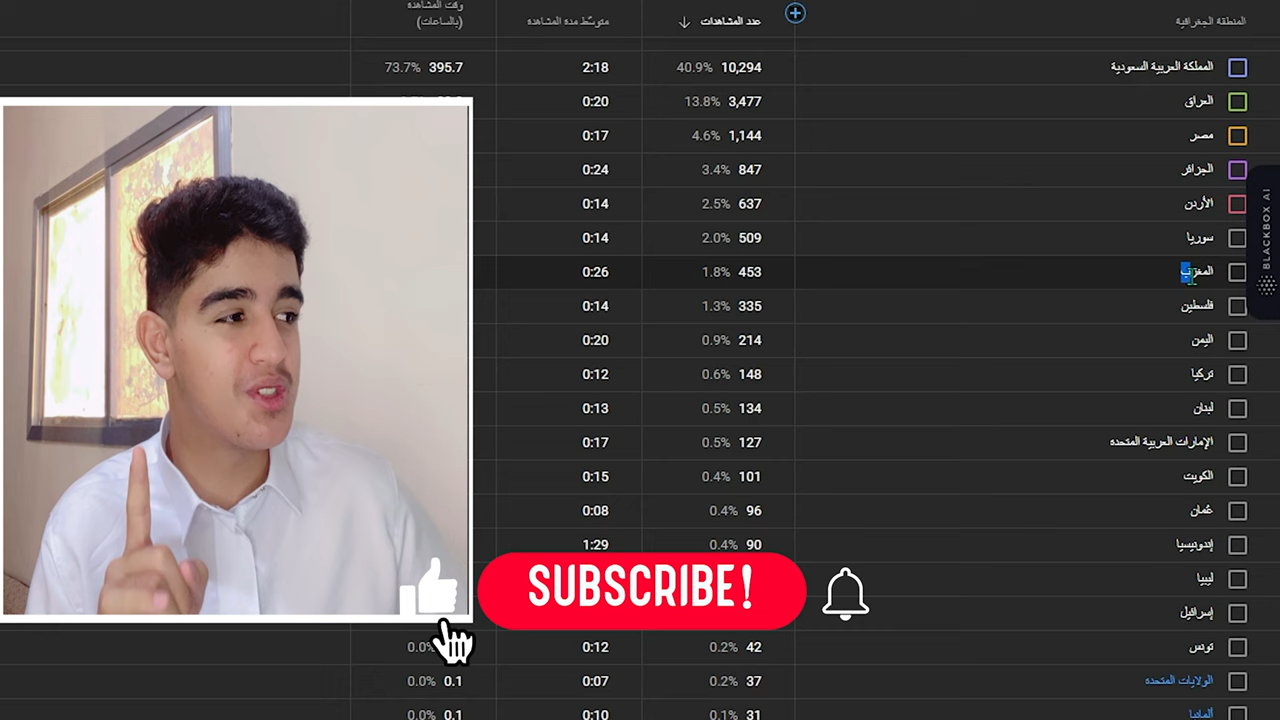 المنطقة الجغرافية عدد المشاهدات متوسّط مدة المشاهدة وقت المشاهدة (بالساعات)
المملكة العربية السعودية 10,294 40.9% 2:18 395.7 73.7%
العراق 3,477 13.8% 0:20
مصر 1,144 4.6% 0:17
الجزائر 847 3.4% 0:24
الأردن 637 2.5% 0:14
سوريا 509 2.0% 0:14
المغرب 453 1.8% 0:26
فلسطين 335 1.3% 0:14
اليمن 214 0.9% 0:20
تركيا 148 0.6% 0:12
لبنان 134 0.5% 0:13
الإمارات العربية المتحدة 127 0.5% 0:17
الكويت 101 0.4% 0:15
عُمان 96 0.4% 0:08
إندونيسيا 90 0.4% 1:29
ليبيا
إسرائيل
تونس 42 0.2% 0:12 0.0%
الولايات المتحدة 37 0.2% 0:07 0.1 0.0%
ألمانيا 31 0.1% 0:10 0.1 0.0%
BLACKBOX AI
SUBSCRIBE!